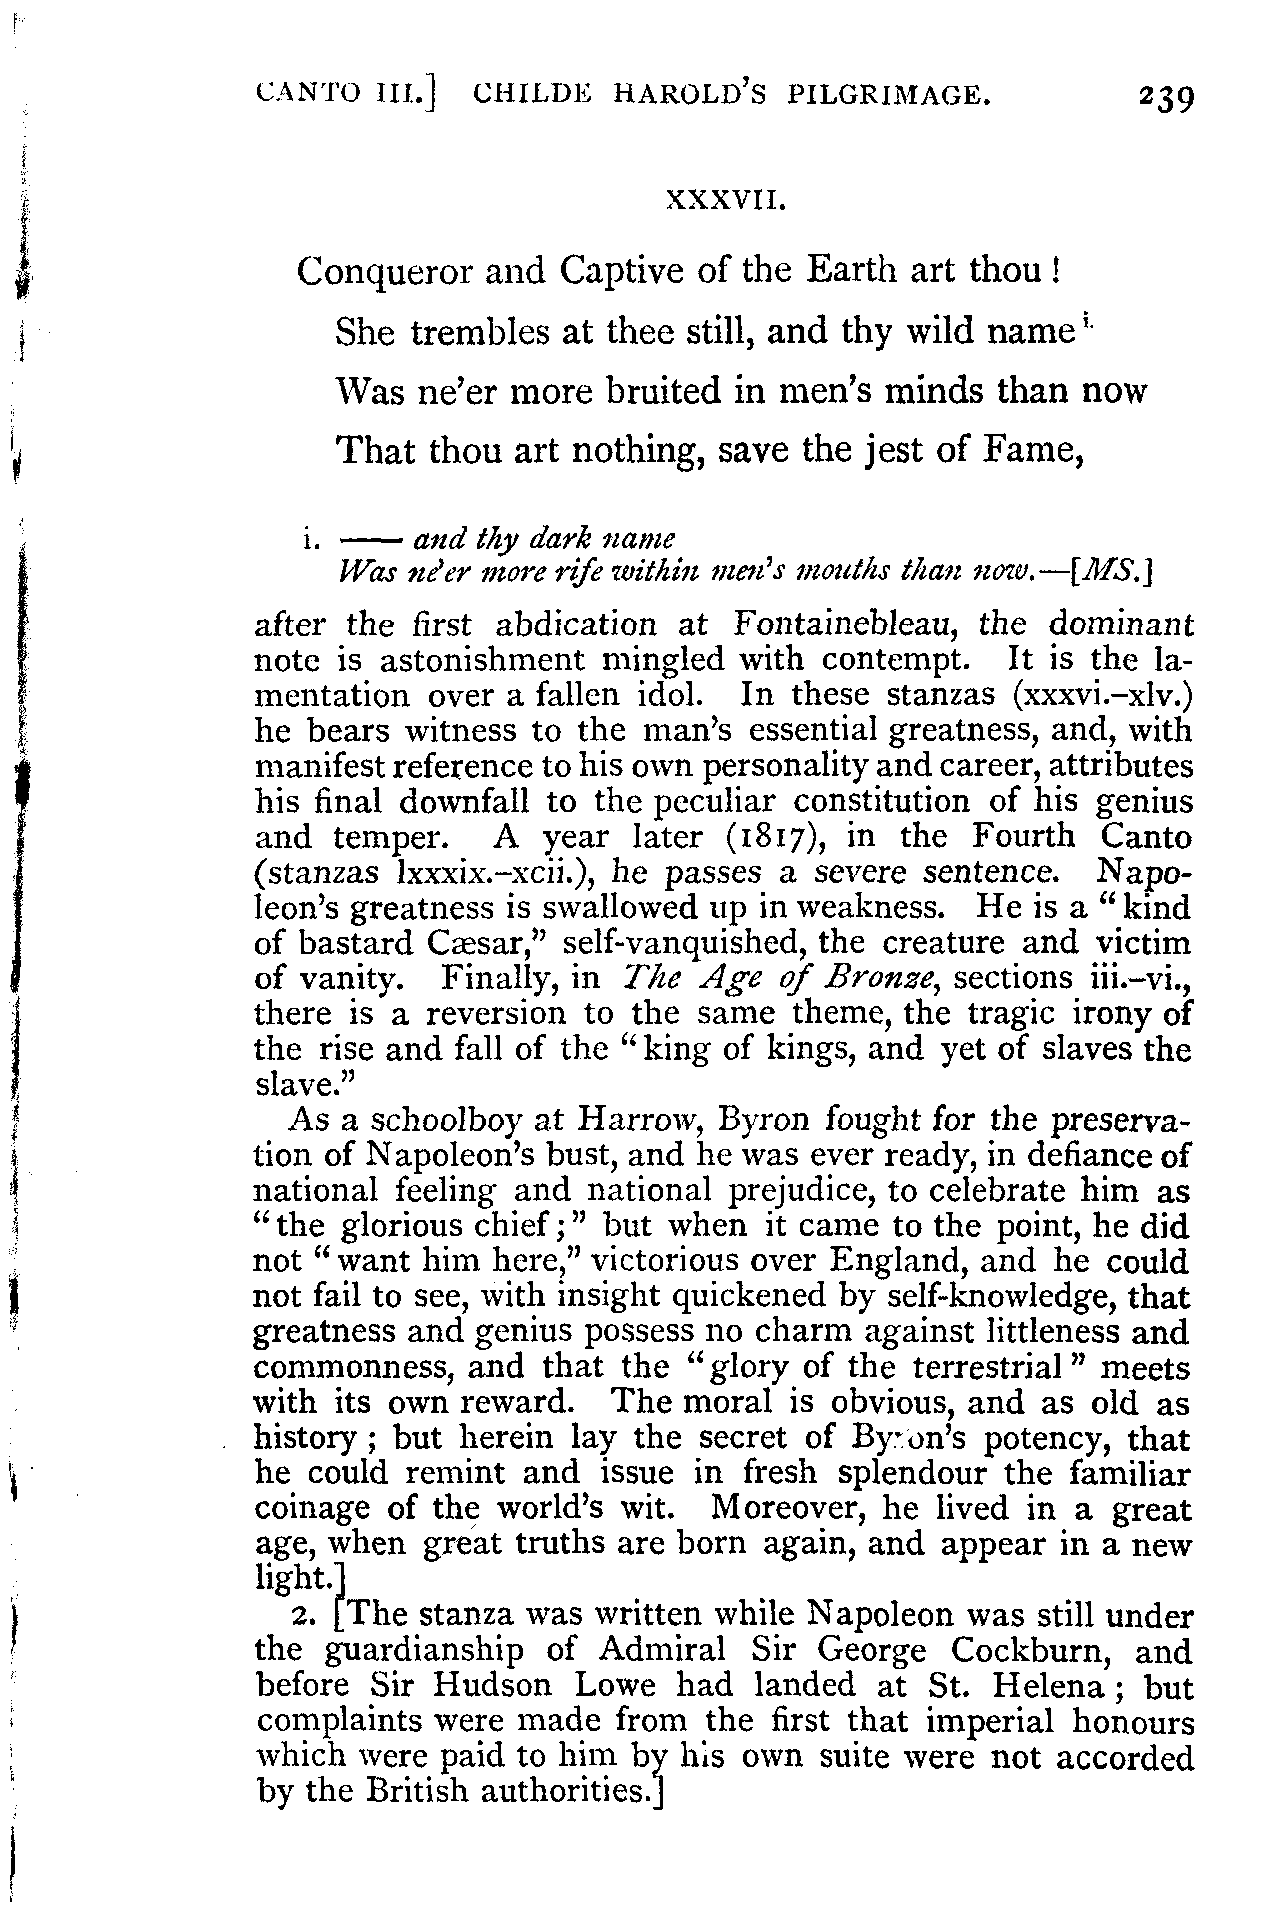 CANTO III.] CHILDE HAROLD'S PILGRIMAGE. 239
XXXVII.
Conqueror and Captive of the Earth art thou!
She trembles at thee still, and thy wild name i.
Was ne'er more bruited in men's minds than now
That thou art nothing, save the jest of Fame,
i. —— and thy dark name
Was ne'er more rife within men's mouths than now.—[MS.]
after the first abdication at Fontainebleau, the dominant
note is astonishment mingled with contempt. It is the la-
mentation over a fallen idol. In these stanzas (xxxvi.–xlv.)
he bears witness to the man's essential greatness, and, with
manifest reference to his own personality and career, attributes
his final downfall to the peculiar constitution of his genius
and temper. A year later (1817), in the Fourth Canto
(stanzas lxxxix.–xcii.), he passes a severe sentence. Napo-
leon's greatness is swallowed up in weakness. He is a "kind
of bastard Cæsar," self-vanquished, the creature and victim
of vanity. Finally, in The Age of Bronze, sections iii.–vi.,
there is a reversion to the same theme, the tragic irony of
the rise and fall of the "king of kings, and yet of slaves the
slave."
As a schoolboy at Harrow, Byron fought for the preserva-
tion of Napoleon's bust, and he was ever ready, in defiance of
national feeling and national prejudice, to celebrate him as
"the glorious chief;" but when it came to the point, he did
not "want him here," victorious over England, and he could
not fail to see, with insight quickened by self-knowledge, that
greatness and genius possess no charm against littleness and
commonness, and that the "glory of the terrestrial" meets
with its own reward. The moral is obvious, and as old as
history; but herein lay the secret of Byron's potency, that
he could remint and issue in fresh splendour the familiar
coinage of the world's wit. Moreover, he lived in a great
age, when great truths are born again, and appear in a new
light.]
2. [The stanza was written while Napoleon was still under
the guardianship of Admiral Sir George Cockburn, and
before Sir Hudson Lowe had landed at St. Helena; but
complaints were made from the first that imperial honours
which were paid to him by his own suite were not accorded
by the British authorities.]